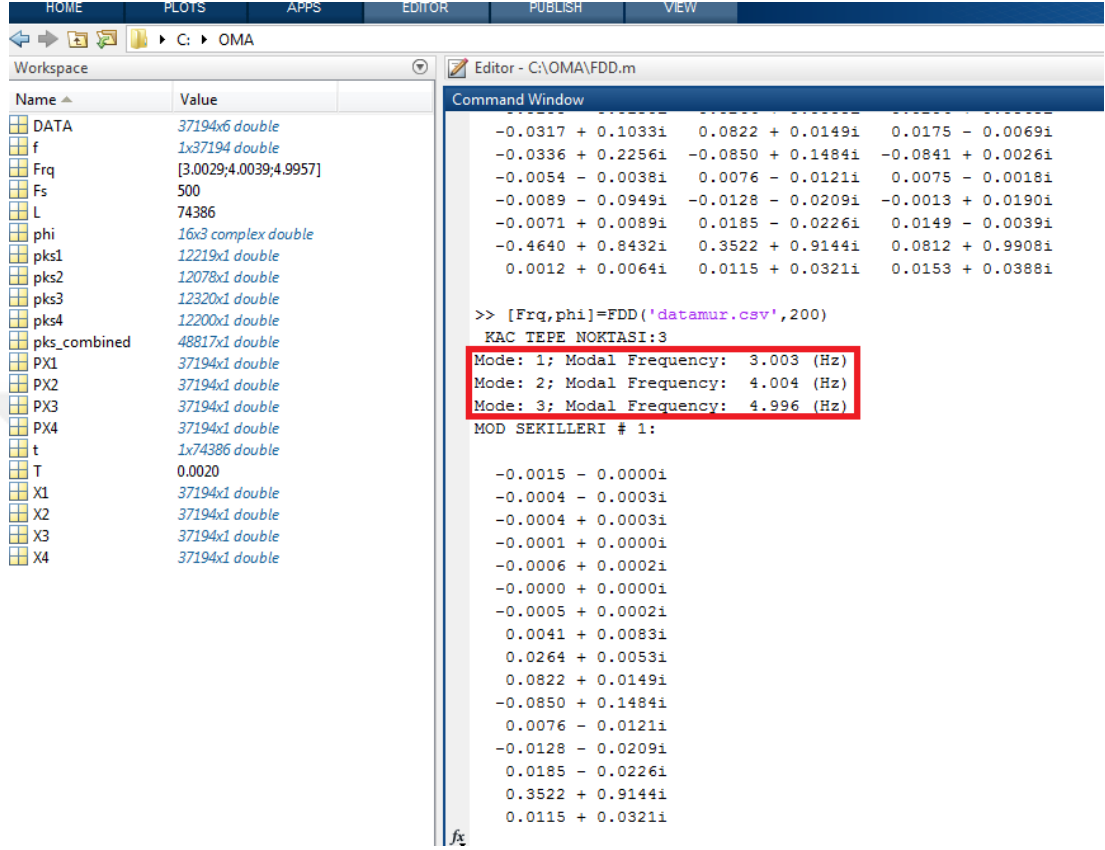 HOME PLOTS APPS EDITOR PUBLISH VIEW
C: OMA
Workspace
Name Value
DATA 37194x6 double
f 1x37194 double
Frq [3.0029;4.0039;4.9957]
Fs 500
L 74386
phi 16x3 complex double
pks1 12219x1 double
pks2 12078x1 double
pks3 12320x1 double
pks4 12200x1 double
pks_combined 48817x1 double
PX1 37194x1 double
PX2 37194x1 double
PX3 37194x1 double
PX4 37194x1 double
t 1x74386 double
T 0.0020
X1 37194x1 double
X2 37194x1 double
X3 37194x1 double
X4 37194x1 double
Editor - C:\OMA\FDD.m
Command Window
-0.0317 + 0.1033i 0.0822 + 0.0149i 0.0175 - 0.0069i
-0.0336 + 0.2256i -0.0850 + 0.1484i -0.0841 + 0.0026i
-0.0054 - 0.0038i 0.0076 - 0.0121i 0.0075 - 0.0018i
-0.0089 - 0.0949i -0.0128 - 0.0209i -0.0013 + 0.0190i
-0.0071 + 0.0089i 0.0185 - 0.0226i 0.0149 - 0.0039i
-0.4640 + 0.8432i 0.3522 + 0.9144i 0.0812 + 0.9908i
0.0012 + 0.0064i 0.0115 + 0.0321i 0.0153 + 0.0388i
>> [Frq,phi]=FDD('datamur.csv',200)
KAC TEPE NOKTASI:3
Mode: 1; Modal Frequency: 3.003 (Hz)
Mode: 2; Modal Frequency: 4.004 (Hz)
Mode: 3; Modal Frequency: 4.996 (Hz)
MOD SEKILLERI # 1:
-0.0015 - 0.0000i
-0.0004 - 0.0003i
-0.0004 + 0.0003i
-0.0001 + 0.0000i
-0.0006 + 0.0002i
-0.0000 + 0.0000i
-0.0005 + 0.0002i
0.0041 + 0.0083i
0.0264 + 0.0053i
0.0822 + 0.0149i
-0.0850 + 0.1484i
0.0076 - 0.0121i
-0.0128 - 0.0209i
0.0185 - 0.0226i
0.3522 + 0.9144i
0.0115 + 0.0321i
fx